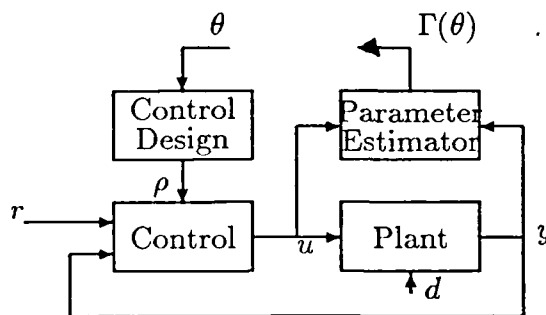 θ
Γ(θ)
Control
Design
Parameter
Estimator
ρ
r
Control
u
Plant
y
d